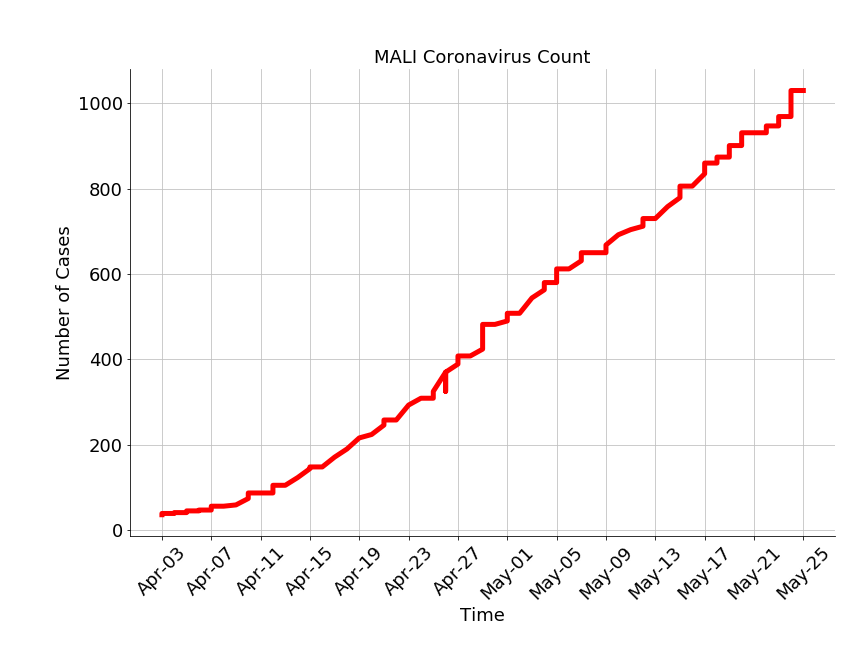 MALI Coronavirus Count
Number of Cases
1000
800
600
400
200
0
Apr-03
Apr-07
Apr-11
Apr-15
Apr-19
Apr-23
Apr-27
May-01
May-05
May-09
May-13
May-17
May-21
May-25
Time